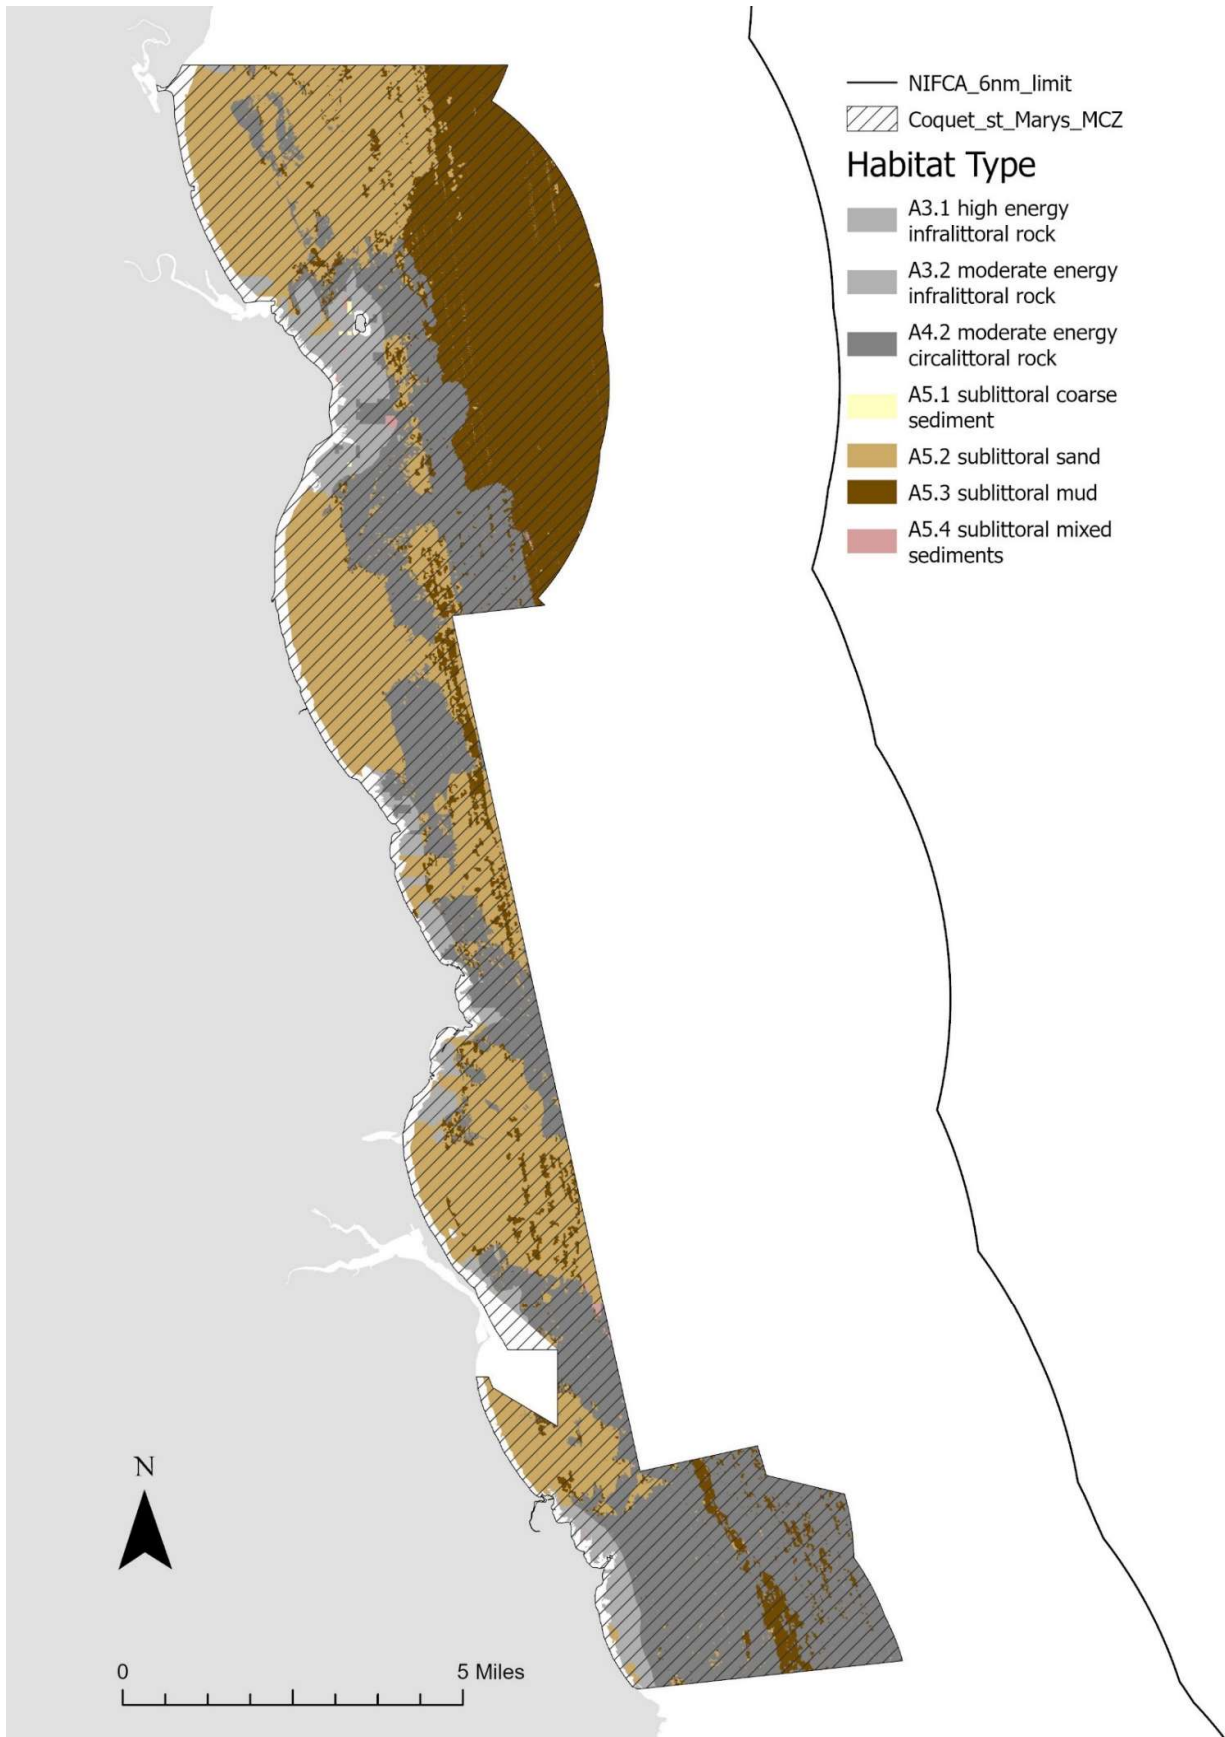 NIFCA_6nm_limit
Coquet_st_Marys_MCZ
Habitat Type
A3.1 high energy
infralittoral rock
A3.2 moderate energy
infralittoral rock
A4.2 moderate energy
circalittoral rock
A5.1 sublittoral coarse
sediment
A5.2 sublittoral sand
A5.3 sublittoral mud
A5.4 sublittoral mixed
sediments
N
0 5 Miles